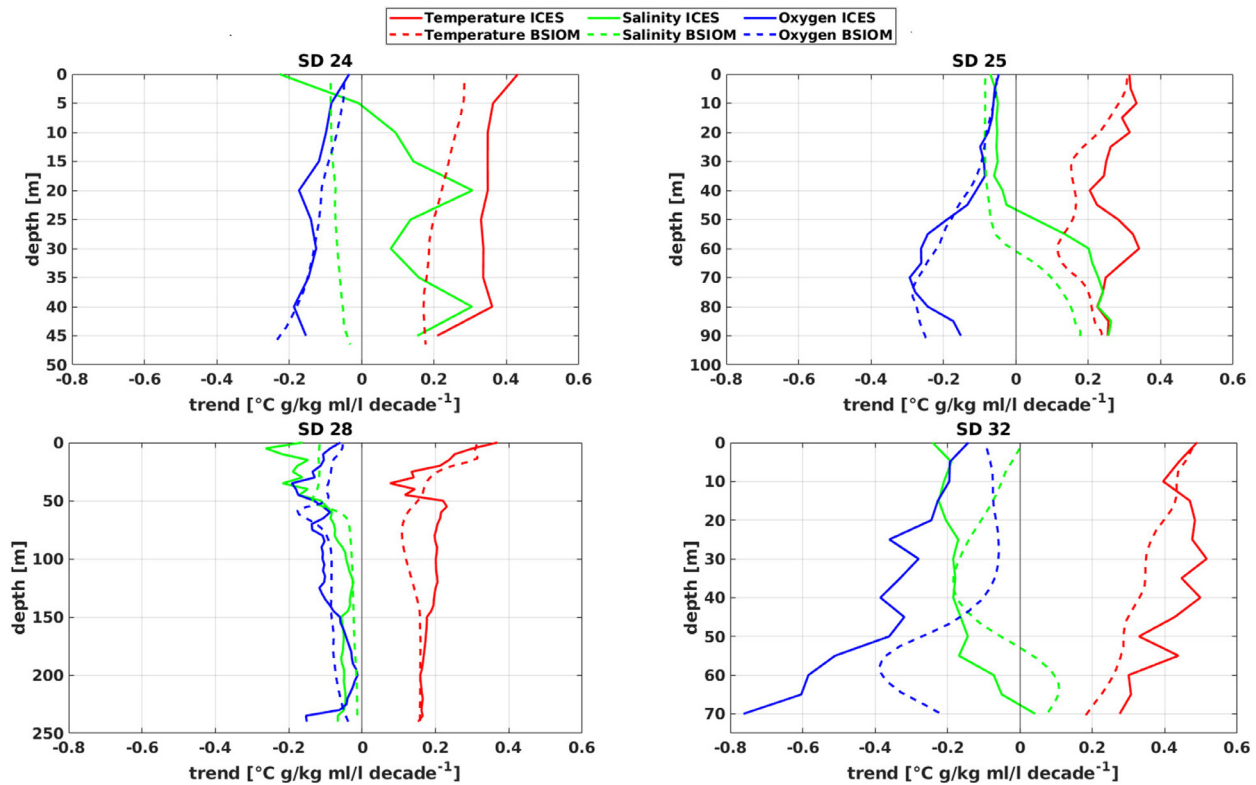 Temperature ICES Salinity ICES Oxygen ICES
Temperature BSIOM Salinity BSIOM Oxygen BSIOM
SD 24
0
5
10
15
20
25
30
35
40
45
50
depth [m]
-0.8 -0.6 -0.4 -0.2 0 0.2 0.4 0.6
trend [°C g/kg ml/l decade⁻¹]
SD 25
0
10
20
30
40
50
60
70
80
90
100
depth [m]
-0.8 -0.6 -0.4 -0.2 0 0.2 0.4 0.6
trend [°C g/kg ml/l decade⁻¹]
SD 28
0
50
100
150
200
250
depth [m]
-0.8 -0.6 -0.4 -0.2 0 0.2 0.4 0.6
trend [°C g/kg ml/l decade⁻¹]
SD 32
0
10
20
30
40
50
60
70
depth [m]
-0.8 -0.6 -0.4 -0.2 0 0.2 0.4 0.6
trend [°C g/kg ml/l decade⁻¹]